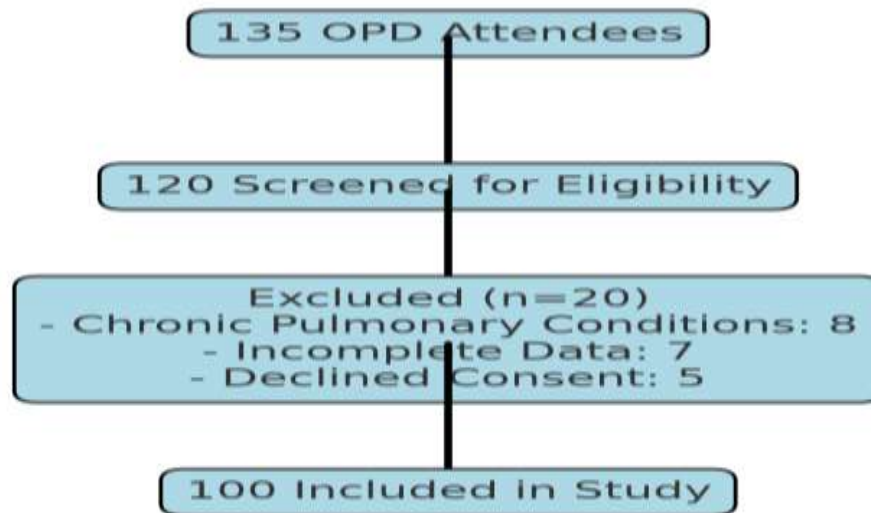 135 OPD Attendees
120 Screened for Eligibility
Excluded (n=20)
- Chronic Pulmonary Conditions: 8
- Incomplete Data: 7
- Declined Consent: 5
100 Included in Study